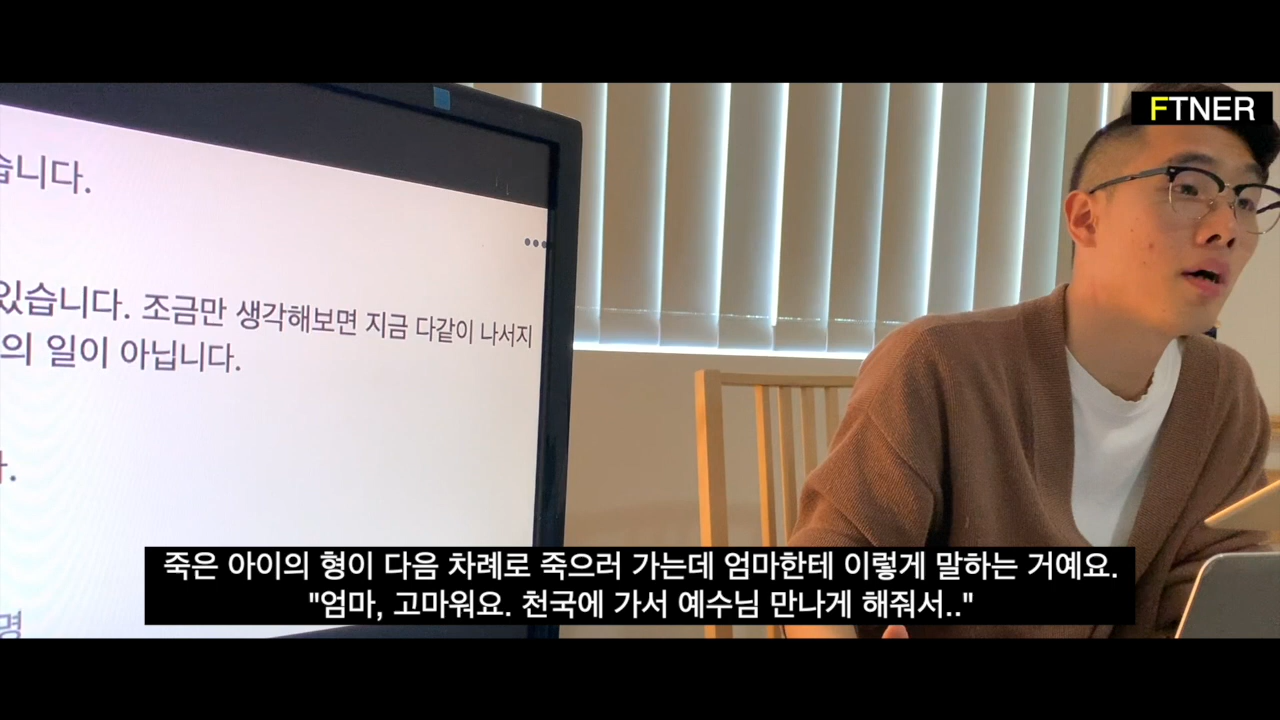 FTNER
습니다.
있습니다. 조금만 생각해보면 지금 다같이 나서지
의 일이 아닙니다.
명
죽은 아이의 형이 다음 차례로 죽으러 가는데 엄마한테 이렇게 말하는 거예요.
"엄마, 고마워요. 천국에 가서 예수님 만나게 해줘서.."